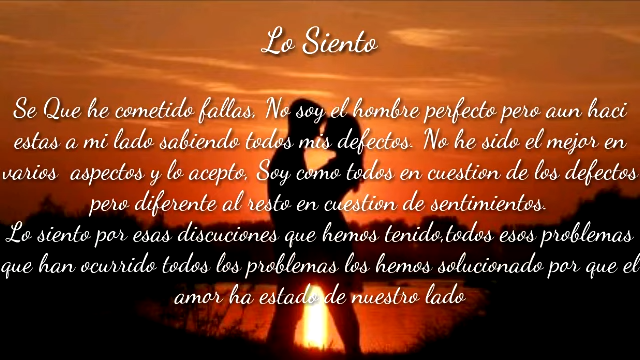 Lo Siento
Se Que he cometido fallas, No soy el hombre perfecto pero aun haci
estas a mi lado sabiendo todos mis defectos. No he sido el mejor en
varios aspectos y lo acepto, Soy como todos en cuestion de los defectos
pero diferente al resto en cuestion de sentimientos.
Lo siento por esas discuciones que hemos tenido,todos esos problemas
que han ocurrido todos los problemas los hemos solucionado por que el
amor ha estado de nuestro lado